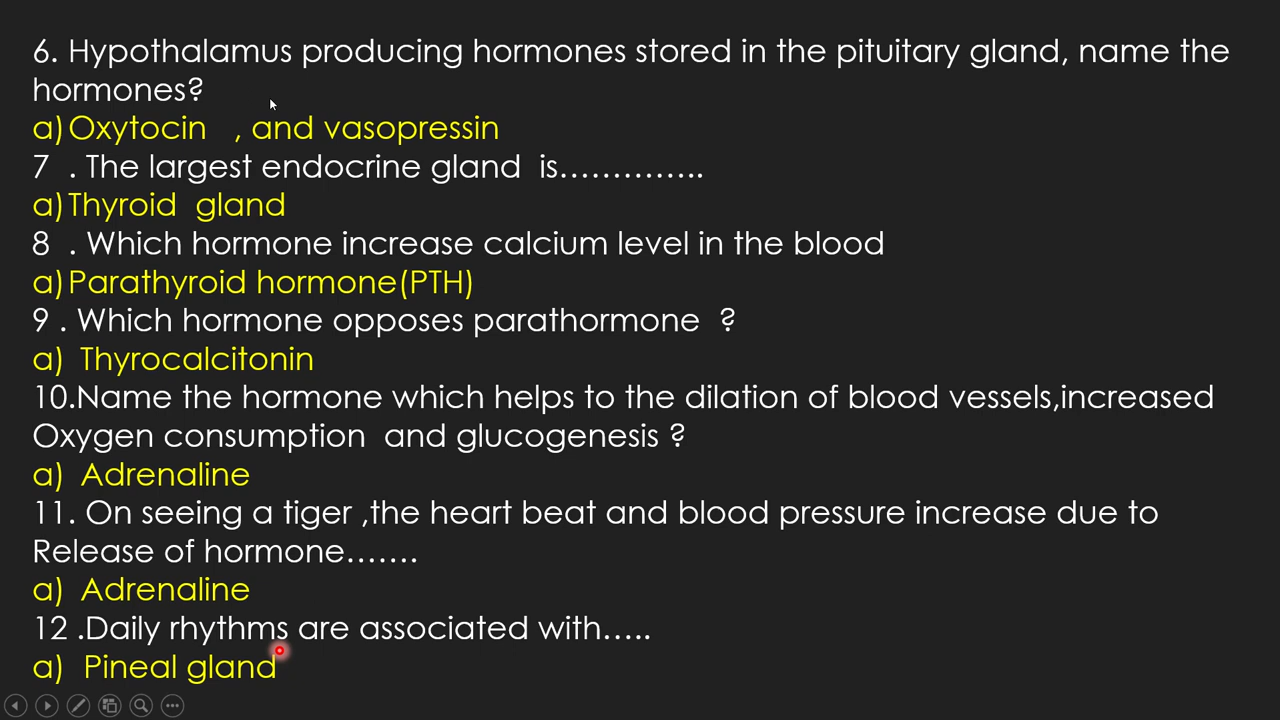 6. Hypothalamus producing hormones stored in the pituitary gland, name the
hormones?
a) Oxytocin , and vasopressin
7 . The largest endocrine gland is…………..
a) Thyroid gland
8 . Which hormone increase calcium level in the blood
a) Parathyroid hormone(PTH)
9 . Which hormone opposes parathormone ?
a) Thyrocalcitonin
10.Name the hormone which helps to the dilation of blood vessels,increased
Oxygen consumption and glucogenesis ?
a) Adrenaline
11. On seeing a tiger ,the heart beat and blood pressure increase due to
Release of hormone…….
a) Adrenaline
12 .Daily rhythms are associated with…..
a) Pineal gland